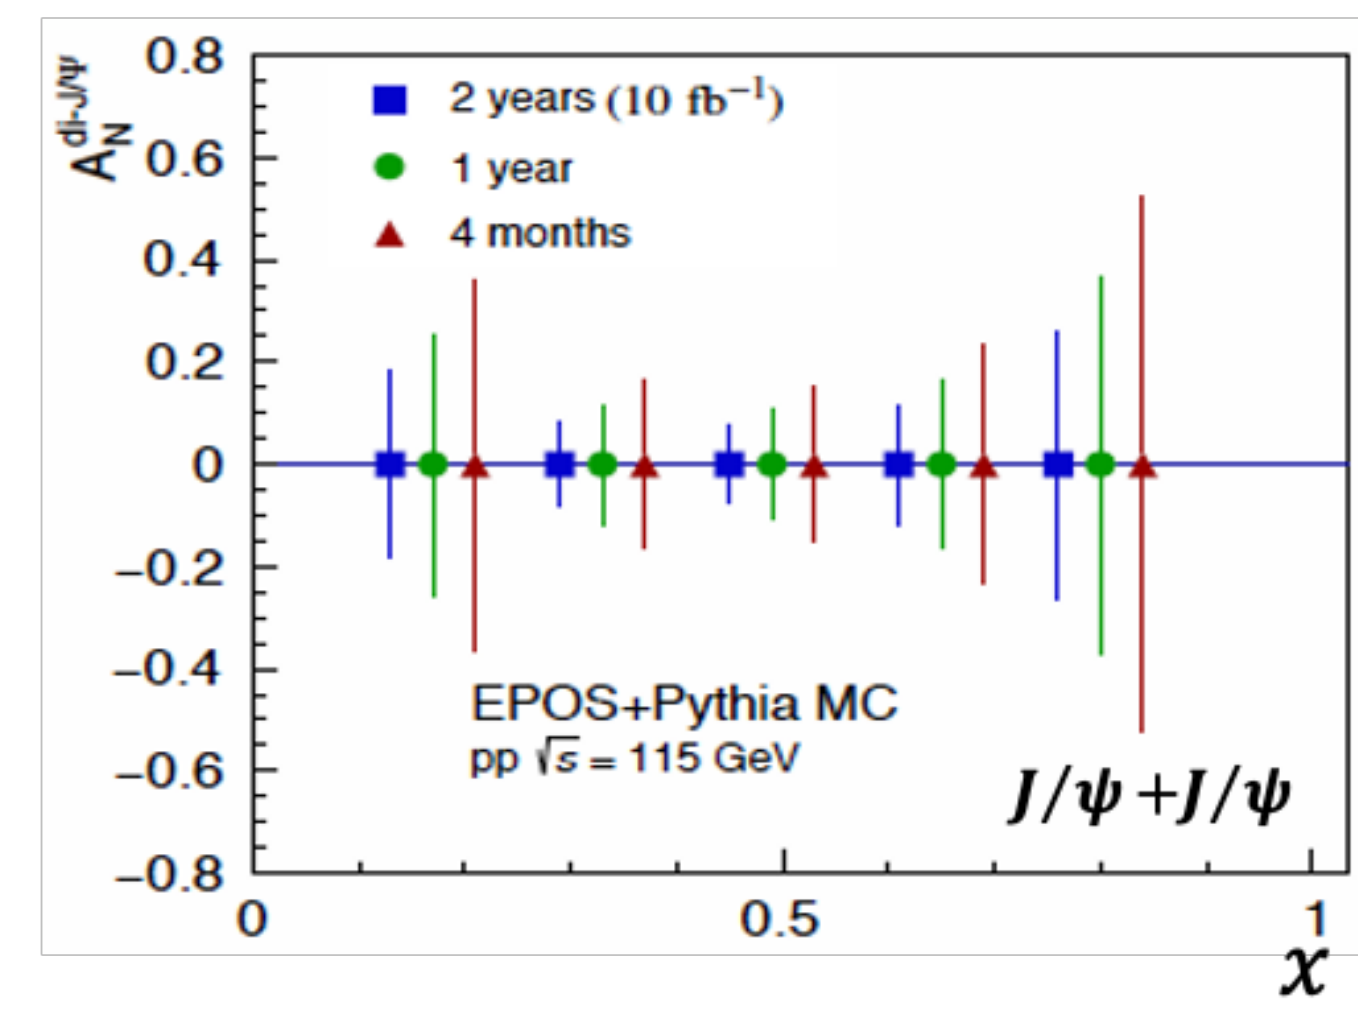 A_N^{di-J/Ψ}
0.8
0.6
0.4
0.2
0
−0.2
−0.4
−0.6
−0.8
2 years (10 fb⁻¹)
1 year
4 months
EPOS+Pythia MC
pp √s = 115 GeV
J/ψ+J/ψ
0 0.5 1
x